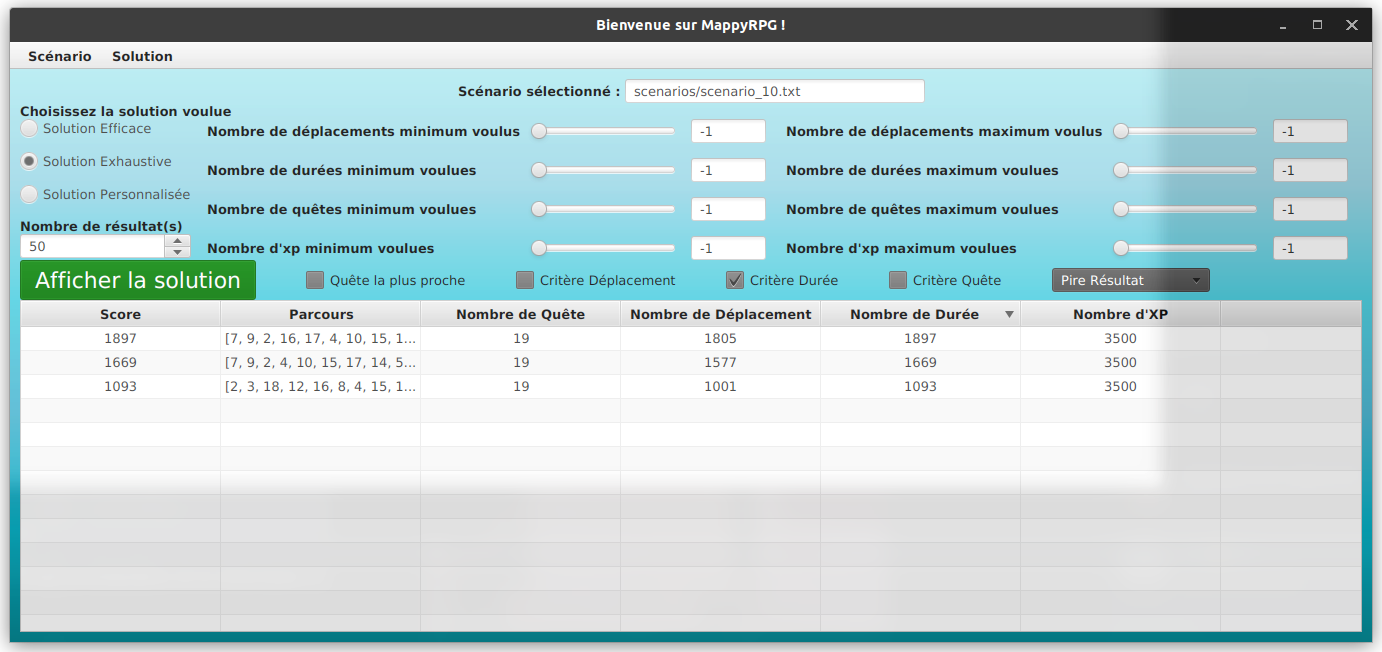 Bienvenue sur MappyRPG !
Scénario Solution
Scénario sélectionné : scenarios/scenario_10.txt
Choisissez la solution voulue
Solution Efficace
Solution Exhaustive
Solution Personnalisée
Nombre de résultat(s)
50
Nombre de déplacements minimum voulus -1 Nombre de déplacements maximum voulus -1
Nombre de durées minimum voulues -1 Nombre de durées maximum voulues -1
Nombre de quêtes minimum voulues -1 Nombre de quêtes maximum voulues -1
Nombre d'xp minimum voulues -1 Nombre d'xp maximum voulues -1
Afficher la solution Quête la plus proche Critère Déplacement Critère Durée Critère Quête Pire Résultat
Score Parcours Nombre de Quête Nombre de Déplacement Nombre de Durée Nombre d'XP
1897 [7, 9, 2, 16, 17, 4, 10, 15, 1... 19 1805 1897 3500
1669 [7, 9, 2, 4, 10, 15, 17, 14, 5... 19 1577 1669 3500
1093 [2, 3, 18, 12, 16, 8, 4, 15, 1... 19 1001 1093 3500